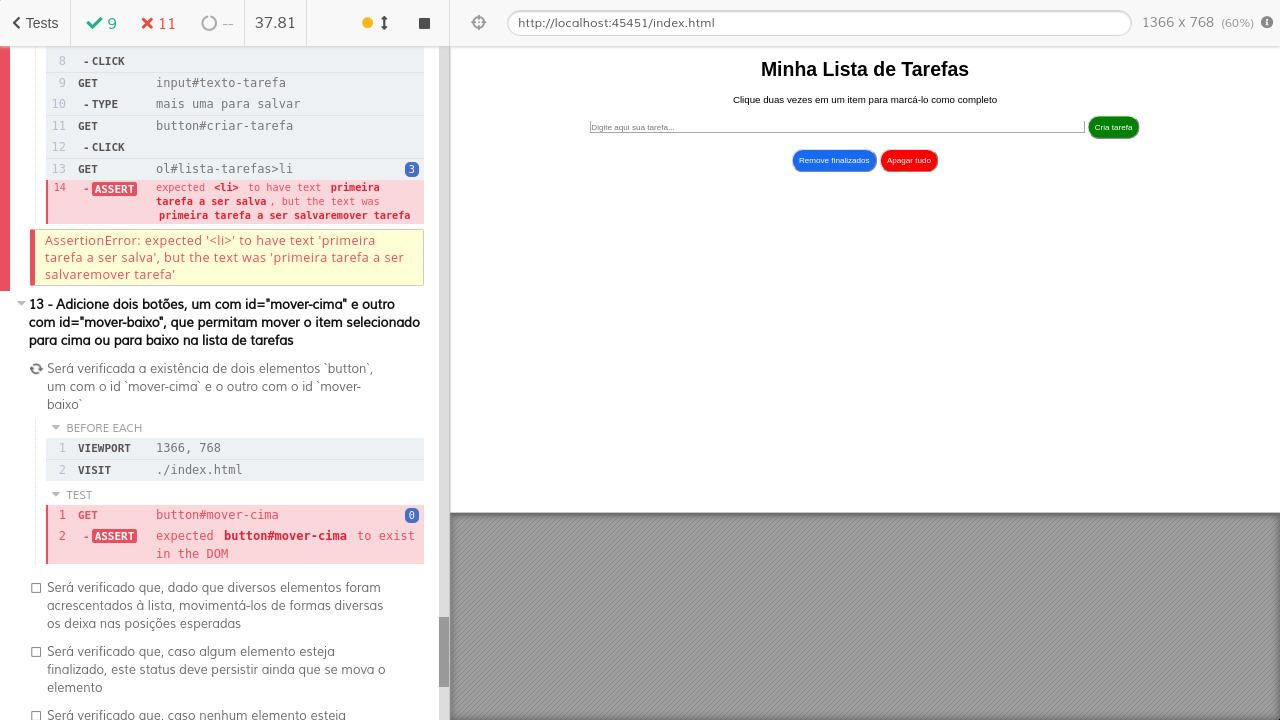 Tests 9 11 -- 37.81
http://localhost:45451/index.html 1366 x 768 (60%)
8 - CLICK
9 GET input#texto-tarefa
10 - TYPE mais uma para salvar
11 GET button#criar-tarefa
12 - CLICK
13 GET ol#lista-tarefas>li 3
14 - ASSERT expected <li> to have text primeira
tarefa a ser salva , but the text was
primeira tarefa a ser salvaremover tarefa
AssertionError: expected '<li>' to have text 'primeira
tarefa a ser salva', but the text was 'primeira tarefa a ser
salvaremover tarefa'
13 - Adicione dois botões, um com id="mover-cima" e outro
com id="mover-baixo", que permitam mover o item selecionado
para cima ou para baixo na lista de tarefas
Será verificada a existência de dois elementos `button`,
um com o id `mover-cima` e o outro com o id `mover-
baixo`
BEFORE EACH
1 VIEWPORT 1366, 768
2 VISIT ./index.html
TEST
1 GET button#mover-cima 0
2 - ASSERT expected button#mover-cima to exist
in the DOM
Será verificado que, dado que diversos elementos foram
acrescentados à lista, movimentá-los de formas diversas
os deixa nas posições esperadas
Será verificado que, caso algum elemento esteja
finalizado, este status deve persistir ainda que se mova o
elemento
Será verificado que, caso nenhum elemento esteja
Minha Lista de Tarefas
Clique duas vezes em um item para marcá-lo como completo
Digite aqui sua tarefa... Cria tarefa
Remove finalizados Apagar tudo